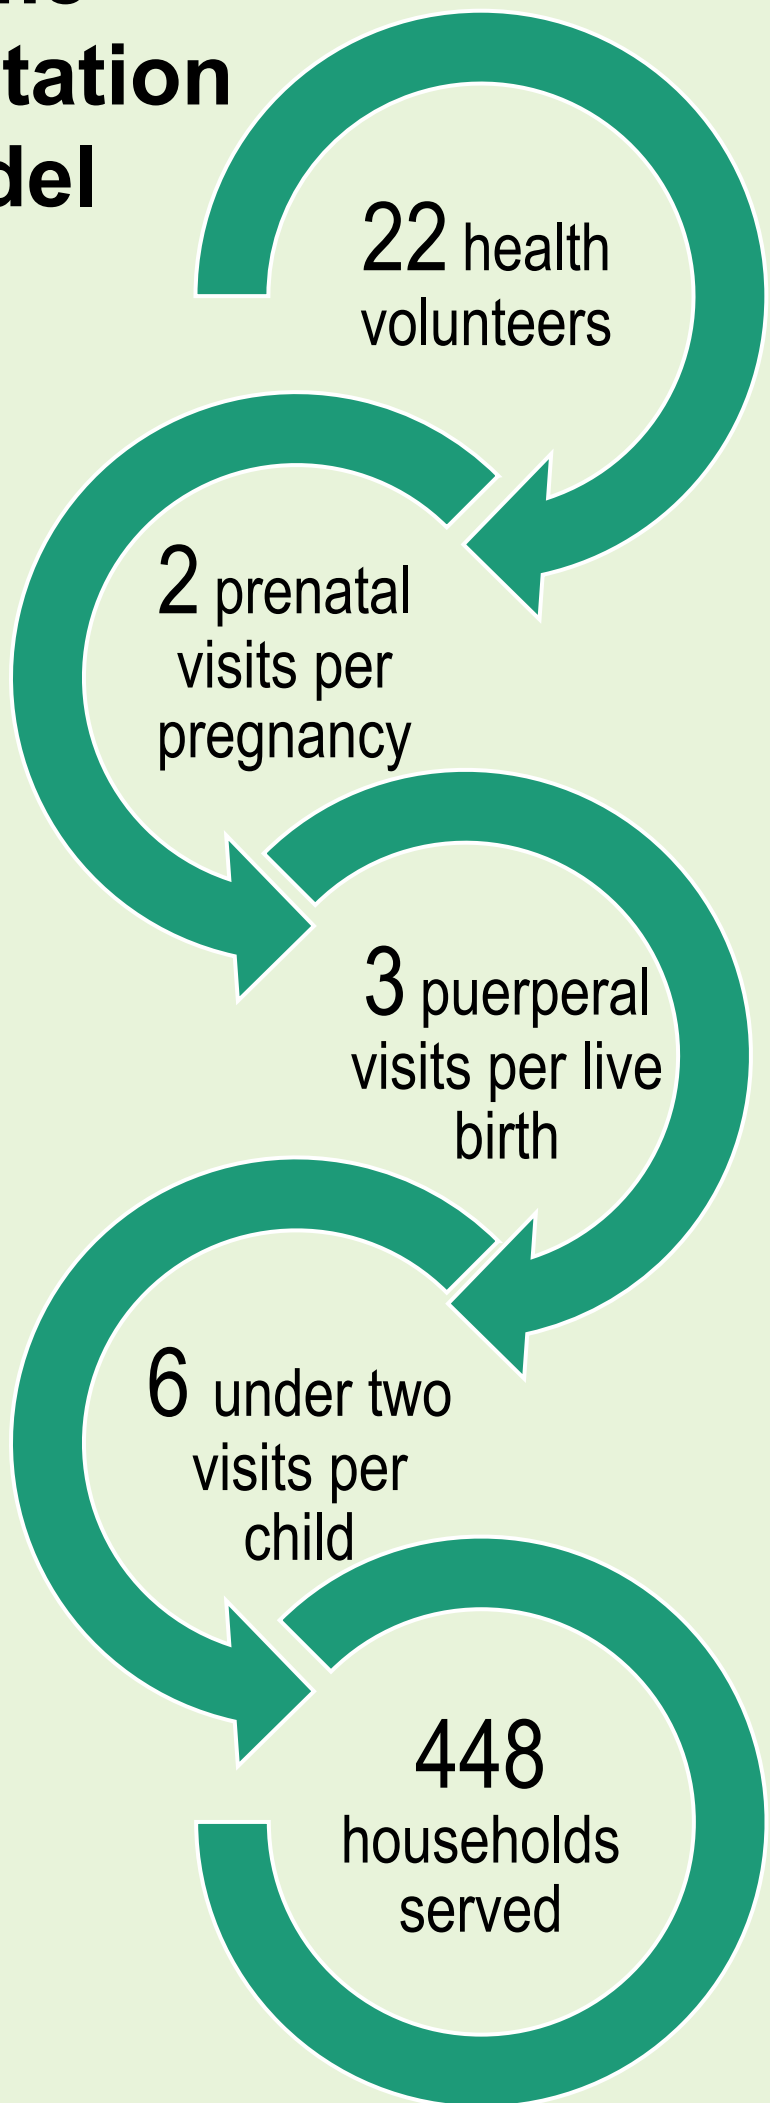 tation
del
22 health
volunteers
2 prenatal
visits per
pregnancy
3 puerperal
visits per live
birth
6 under two
visits per
child
448
households
served